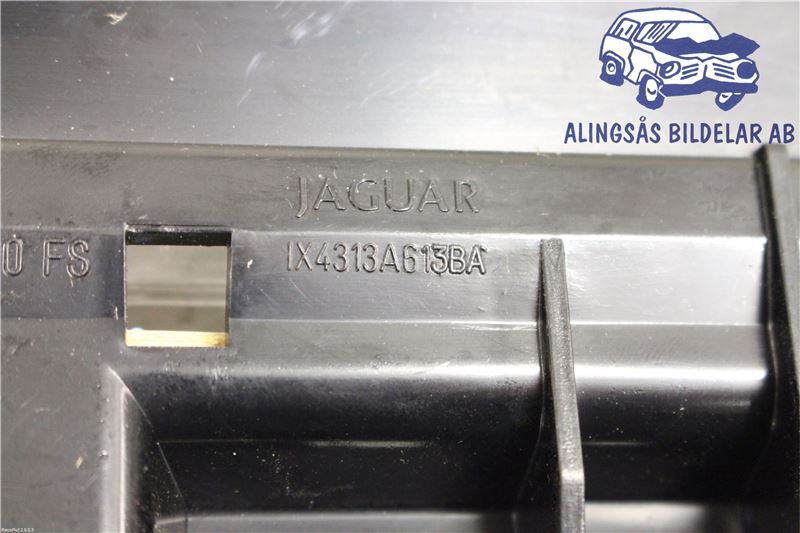 ALINGSÅS BILDELAR AB
JAGUAR
0 FS
1X4313A613BA